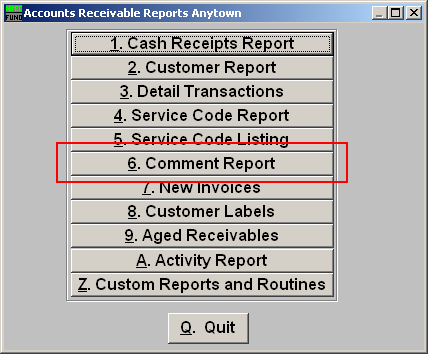 FUND
Accounts Receivable Reports Anytown
1. Cash Receipts Report
2. Customer Report
3. Detail Transactions
4. Service Code Report
5. Service Code Listing
6. Comment Report
7. New Invoices
8. Customer Labels
9. Aged Receivables
A. Activity Report
Z. Custom Reports and Routines
Q. Quit